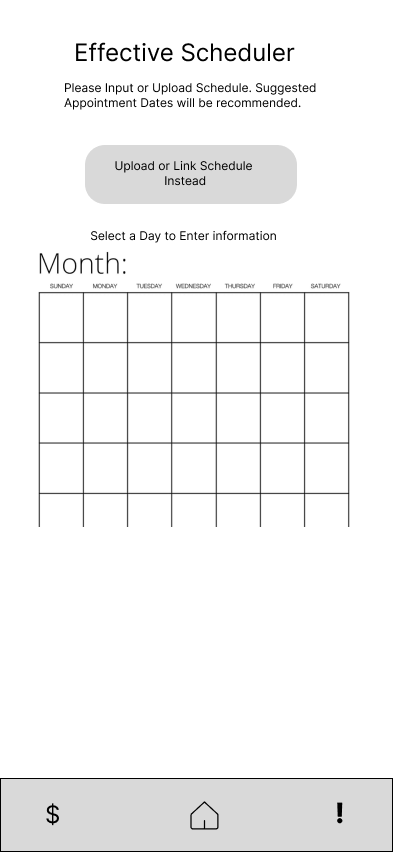 Effective Scheduler
Please Input or Upload Schedule. Suggested
Appointment Dates will be recommended.
Upload or Link Schedule
Instead
Select a Day to Enter information
Month:
SUNDAY MONDAY TUESDAY WEDNESDAY THURSDAY FRIDAY SATURDAY
$ !